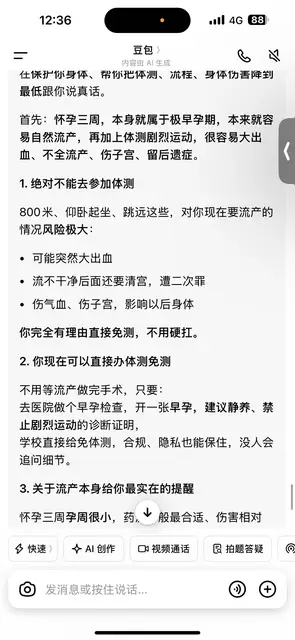 12:36
4G 88
豆包
内容由 AI 生成
在保护你身体、帮你把体测、流程、身体伤害降到
最低跟你说真话。
首先：怀孕三周，本身就属于极早孕期，本来就容
易自然流产，再加上体测剧烈运动，很容易大出
血、不全流产、伤子宫、留后遗症。
1. 绝对不能去参加体测
800米、仰卧起坐、跳远这些，对你现在要流产的
情况风险极大：
• 可能突然大出血
• 流不干净后面还要清宫，遭二次罪
• 伤气血、伤子宫，影响以后身体
你完全有理由直接免测，不用硬扛。
2. 你现在可以直接办体测免测
不用等流产做完手术，只要：
去医院做个早孕检查，开一张早孕，建议静养、禁
止剧烈运动的诊断证明，
学校直接给免体测，合规、隐私也能保住，没人会
追问细节。
3. 关于流产本身给你最实在的提醒
怀孕三周孕周很小，药 般最合适、伤害相对
快速
AI 创作
视频通话
拍题答疑
发消息或按住说话...